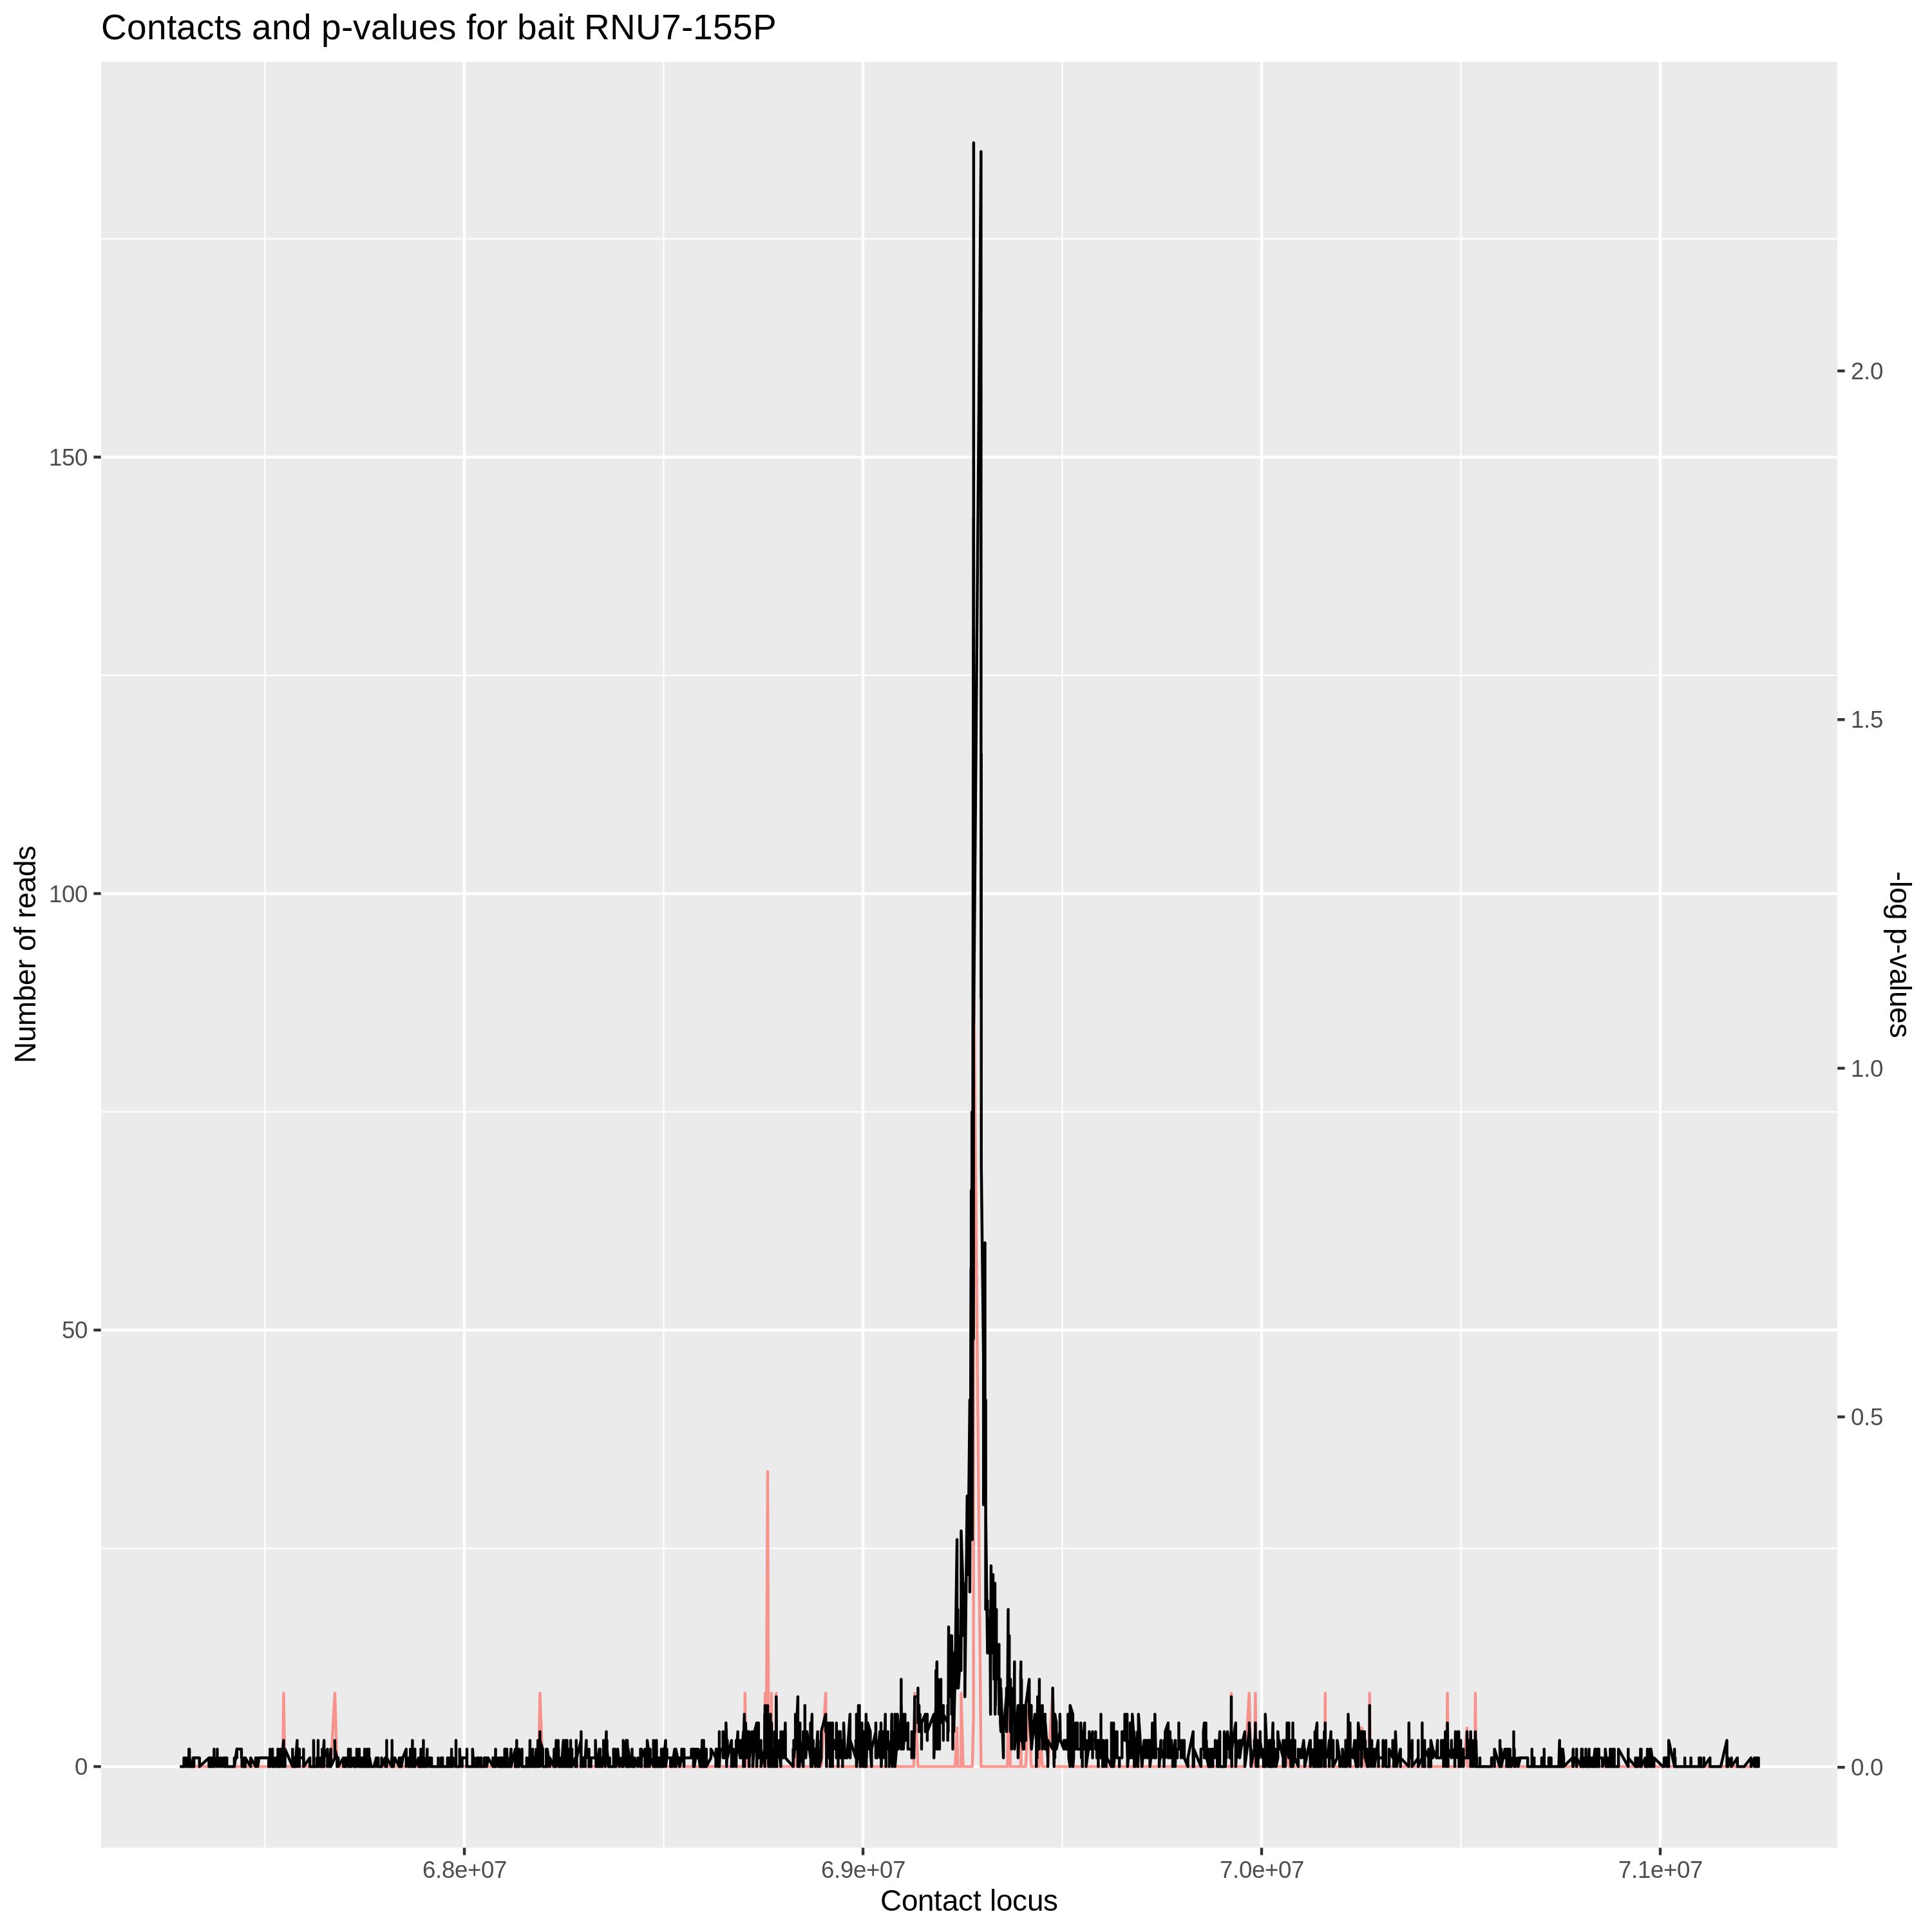 Contacts and p-values for bait RNU7-155P
150
100
50
0
2.0
1.5
1.0
0.5
0.0
Number of reads
-log p-values
6.8e+07
6.9e+07
7.0e+07
7.1e+07
Contact locus